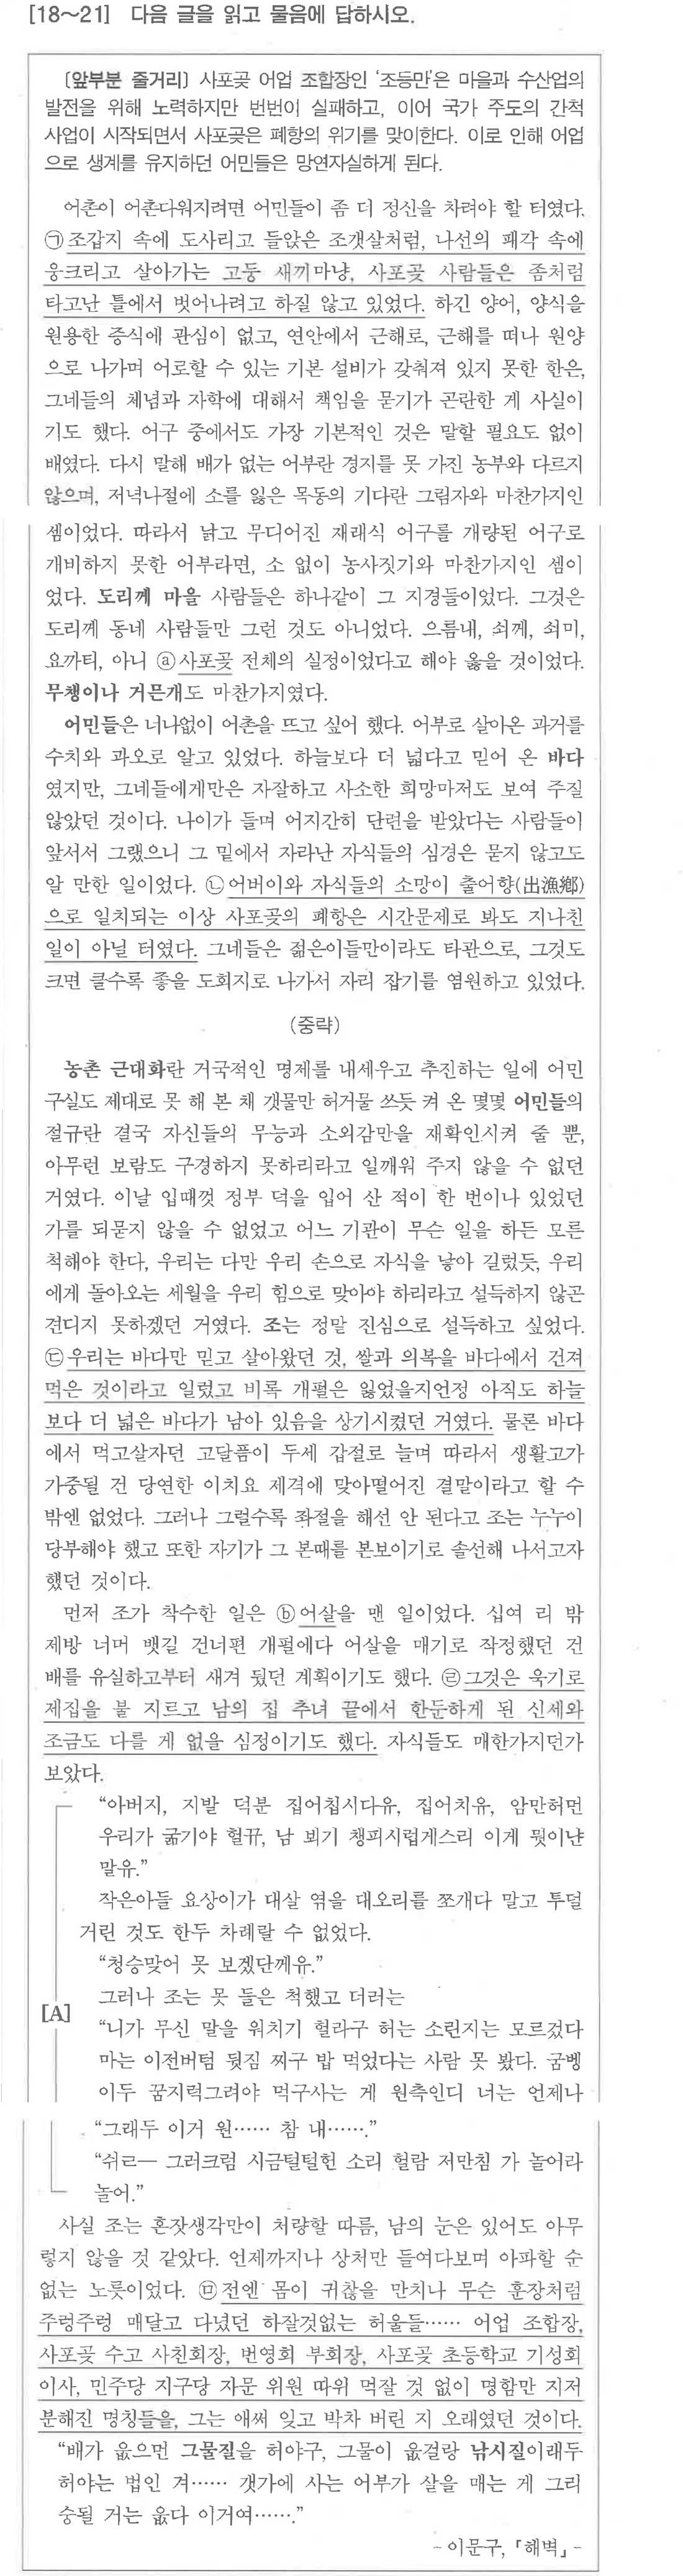 [18~21] 다음 글을 읽고 물음에 답하시오.
[앞부분 줄거리] 사포곶 어업 조합장인 ‘조등만’은 마을과 수산업의
발전을 위해 노력하지만 번번이 실패하고, 이어 국가 주도의 간척
사업이 시작되면서 사포곶은 폐항의 위기를 맞이한다. 이로 인해 어업
으로 생계를 유지하던 어민들은 망연자실하게 된다.
어촌이 어촌다워지려면 어민들이 좀 더 정신을 차려야 할 터였다.
㉠조갑지 속에 도사리고 들앉은 조갯살처럼, 나선의 패각 속에
웅크리고 살아가는 고둥 새끼마냥, 사포곶 사람들은 좀처럼
타고난 틀에서 벗어나려고 하질 않고 있었다. 하긴 양어, 양식을
원용한 증식에 관심이 없고, 연안에서 근해로, 근해를 떠나 원양
으로 나가며 어로할 수 있는 기본 설비가 갖춰져 있지 못한 한은,
그네들의 체념과 자학에 대해서 책임을 묻기가 곤란한 게 사실이
기도 했다. 어구 중에서도 가장 기본적인 것은 말할 필요도 없이
배였다. 다시 말해 배가 없는 어부란 경지를 못 가진 농부와 다르지
않으며, 저녁나절에 소를 잃은 목동의 기다란 그림자와 마찬가지인
셈이었다. 따라서 낡고 무디어진 재래식 어구를 개량된 어구로
개비하지 못한 어부라면, 소 없이 농사짓기와 마찬가지인 셈이
었다. 도리께 마을 사람들은 하나같이 그 지경들이었다. 그것은
도리께 동네 사람들만 그런 것도 아니었다. 으름내, 쇠께, 쇠미,
요까티, 아니 ⓐ사포곶 전체의 실정이었다고 해야 옳을 것이었다.
무챙이나 거믄개도 마찬가지였다.
어민들은 너나없이 어촌을 뜨고 싶어 했다. 어부로 살아온 과거를
수치와 과오로 알고 있었다. 하늘보다 더 넓다고 믿어 온 바다
였지만, 그네들에게만은 자잘하고 사소한 희망마저도 보여 주질
않았던 것이다. 나이가 들며 어지간히 단련을 받았다는 사람들이
앞서서 그랬으니 그 밑에서 자라난 자식들의 심경은 묻지 않고도
알 만한 일이었다. ㉡어버이와 자식들의 소망이 출어향(出漁鄕)
으로 일치되는 이상 사포곶의 폐항은 시간문제로 봐도 지나친
일이 아닐 터였다. 그네들은 젊은이들만이라도 타관으로, 그것도
크면 클수록 좋을 도회지로 나가서 자리 잡기를 염원하고 있었다.
(중략)
농촌 근대화란 거국적인 명제를 내세우고 추진하는 일에 어민
구실도 제대로 못 해 본 채 갯물만 허거물 쓰듯 켜 온 몇몇 어민들의
절규란 결국 자신들의 무능과 소외감만을 재확인시켜 줄 뿐,
아무런 보람도 구경하지 못하리라고 일깨워 주지 않을 수 없던
거였다. 이날 입때껏 정부 덕을 입어 산 적이 한 번이나 있었던
가를 되묻지 않을 수 없었고 어느 기관이 무슨 일을 하든 모른
척해야 한다, 우리는 다만 우리 손으로 자식을 낳아 길렀듯, 우리
에게 돌아오는 세월을 우리 힘으로 맞아야 하리라고 설득하지 않곤
견디지 못하겠던 거였다. 조는 정말 진심으로 설득하고 싶었다.
㉢우리는 바다만 믿고 살아왔던 것, 쌀과 의복을 바다에서 건져
먹은 것이라고 일렀고 비록 개펄은 잃었을지언정 아직도 하늘
보다 더 넓은 바다가 남아 있음을 상기시켰던 거였다. 물론 바다
에서 먹고살자던 고달픔이 두세 갑절로 늘며 따라서 생활고가
가중될 건 당연한 이치요 제격에 맞아떨어진 결말이라고 할 수
밖엔 없었다. 그러나 그럴수록 좌절을 해선 안 된다고 조는 누누이
당부해야 했고 또한 자기가 그 본때를 본보이기로 솔선해 나서고자
했던 것이다.
먼저 조가 착수한 일은 ⓑ어살을 맨 일이었다. 십여 리 밖
제방 너머 뱃길 건너편 개펄에다 어살을 매기로 작정했던 건
배를 유실하고부터 새겨 뒀던 계획이기도 했다. ㉣그것은 욱기로
제집을 불 지르고 남의 집 추녀 끝에서 한둔하게 된 신세와
조금도 다를 게 없을 심정이기도 했다. 자식들도 매한가지던가
보았다.
“아버지, 지발 덕분 집어칩시다유, 집어치유, 암만허먼
우리가 굶기야 혈뀨, 남 뵈기 챙피시럽게스리 이게 뭣이냔
말유.”
작은아들 요상이가 대살 엮을 대오리를 쪼개다 말고 투덜
거린 것도 한두 차례랄 수 없었다.
“청승맞어 못 보겠단께유.”
그러나 조는 못 들은 척했고 더러는
[A]
“니가 무신 말을 워치기 헐라구 허는 소린지는 모르겄다
마는 이전버텀 뒷짐 찌구 밥 먹었다는 사람 못 봤다. 굼벵
이두 꿈지럭그려야 먹구사는 게 원측인디 너는 언제나
“그래두 이거 원…… 참 내…….”
“쉬르― 그러크럼 시금털털헌 소리 헐람 저만침 가 놀어라
놀어.”
사실 조는 혼잣생각만이 처량할 따름, 남의 눈은 있어도 아무
렇지 않을 것 같았다. 언제까지나 상처만 들여다보며 아파할 순
없는 노릇이었다. ㉤전엔 몸이 귀찮을 만치나 무슨 훈장처럼
주렁주렁 매달고 다녔던 하잘것없는 허울들…… 어업 조합장,
사포곶 수고 사친회장, 번영회 부회장, 사포곶 초등학교 기성회
이사, 민주당 지구당 자문 위원 따위 먹잘 것 없이 명함만 지저
분해진 명칭들을, 그는 애써 잊고 박차 버린 지 오래였던 것이다.
“배가 읎으먼 그물질을 허야구, 그물이 읎걸랑 낚시질이래두
허야는 법인 겨…… 갯가에 사는 어부가 살을 매는 게 그리
숭될 거는 읎다 이거여…….”
- 이문구, 「해벽」 -